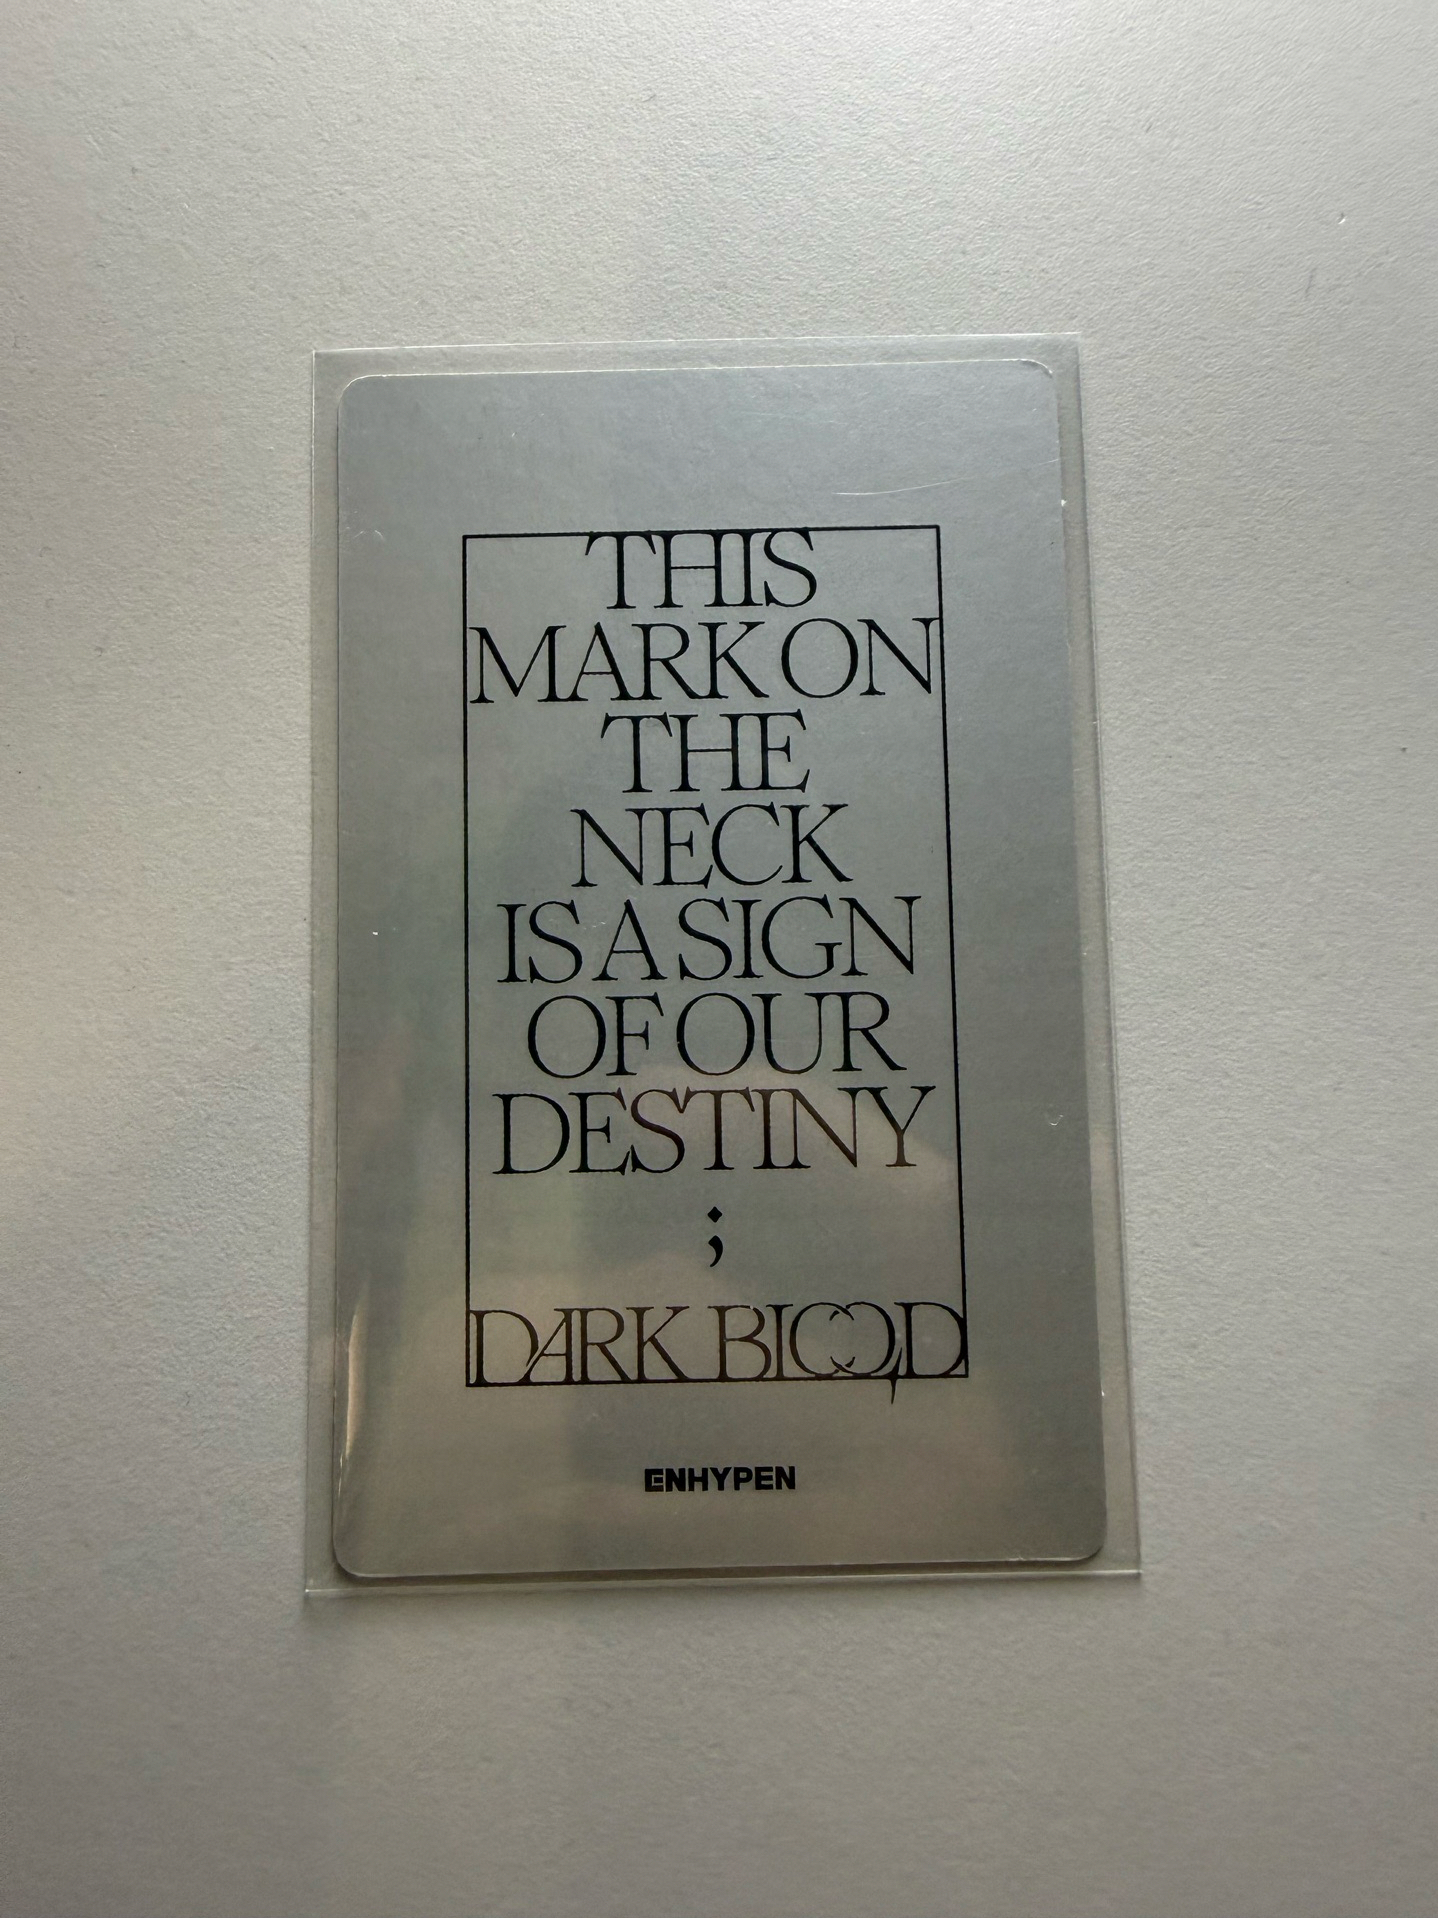 THIS
MARK ON
THE
NECK
IS A SIGN
OF OUR
DESTINY
;
DARK BLOOD
ENHYPEN